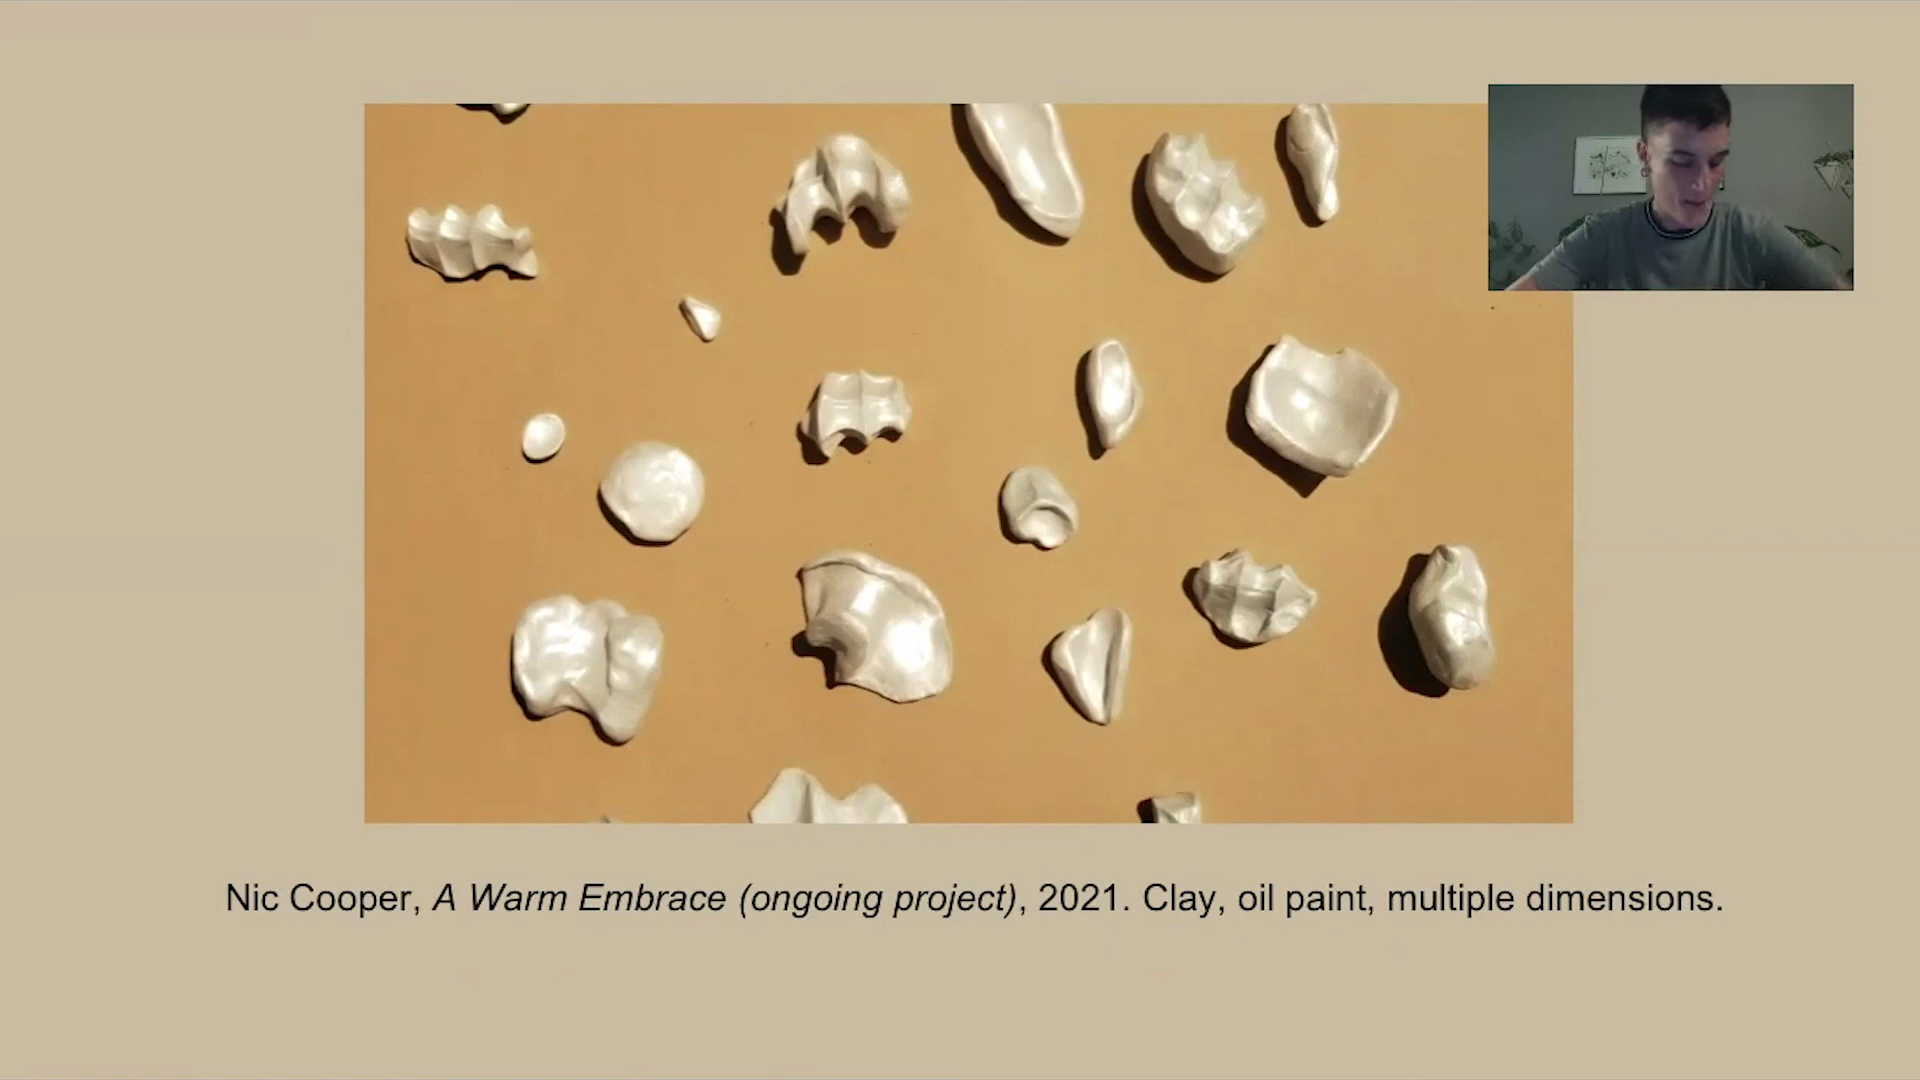 Nic Cooper, A Warm Embrace (ongoing project), 2021. Clay, oil paint, multiple dimensions.